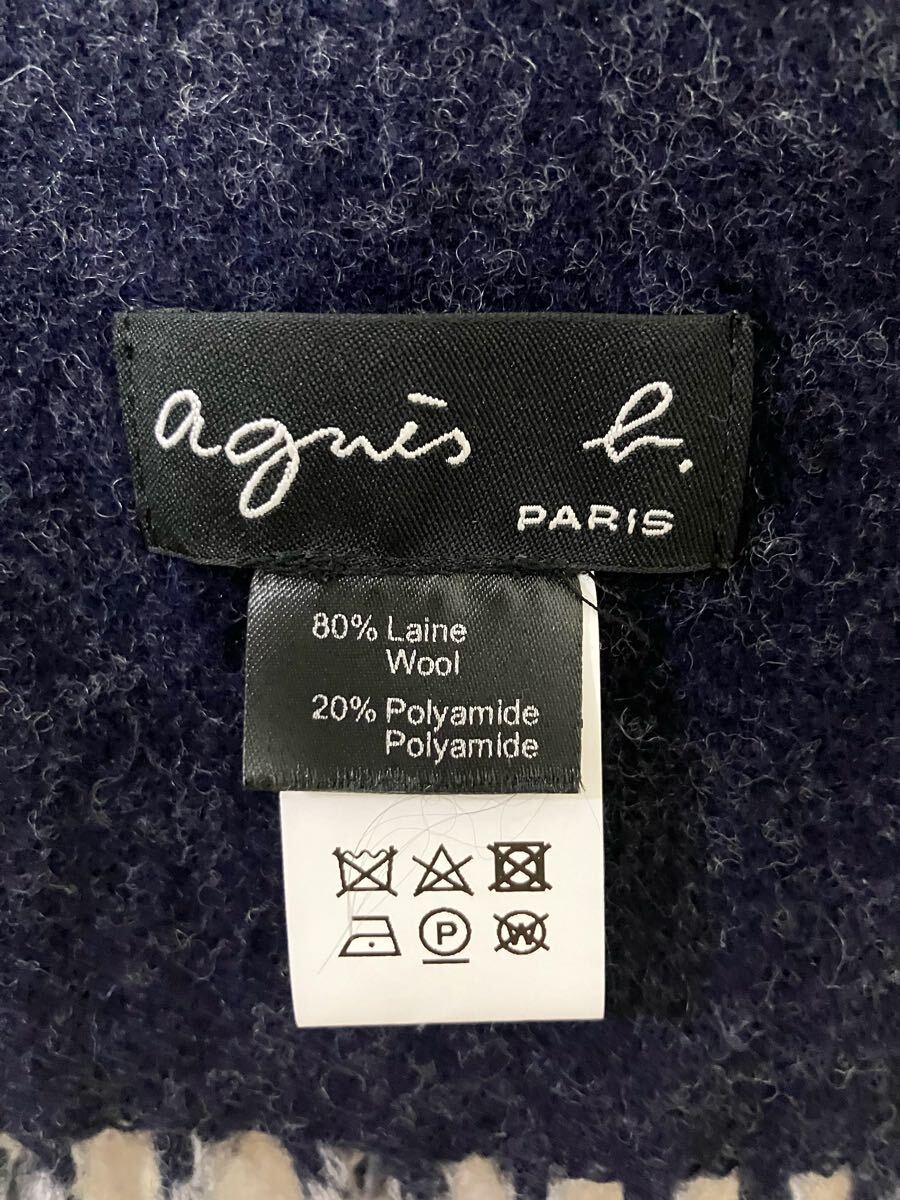 agnès b.
PARIS
80% Laine
Wool
20% Polyamide
Polyamide
P
W